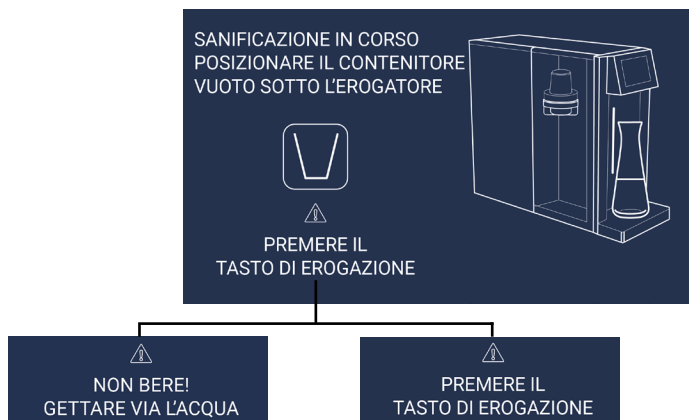 SANIFICAZIONE IN CORSO
POSIZIONARE IL CONTENITORE
VUOTO SOTTO L'EROGATORE
PREMERE IL
TASTO DI EROGAZIONE
NON BERE!
GETTARE VIA L'ACQUA
PREMERE IL
TASTO DI EROGAZIONE